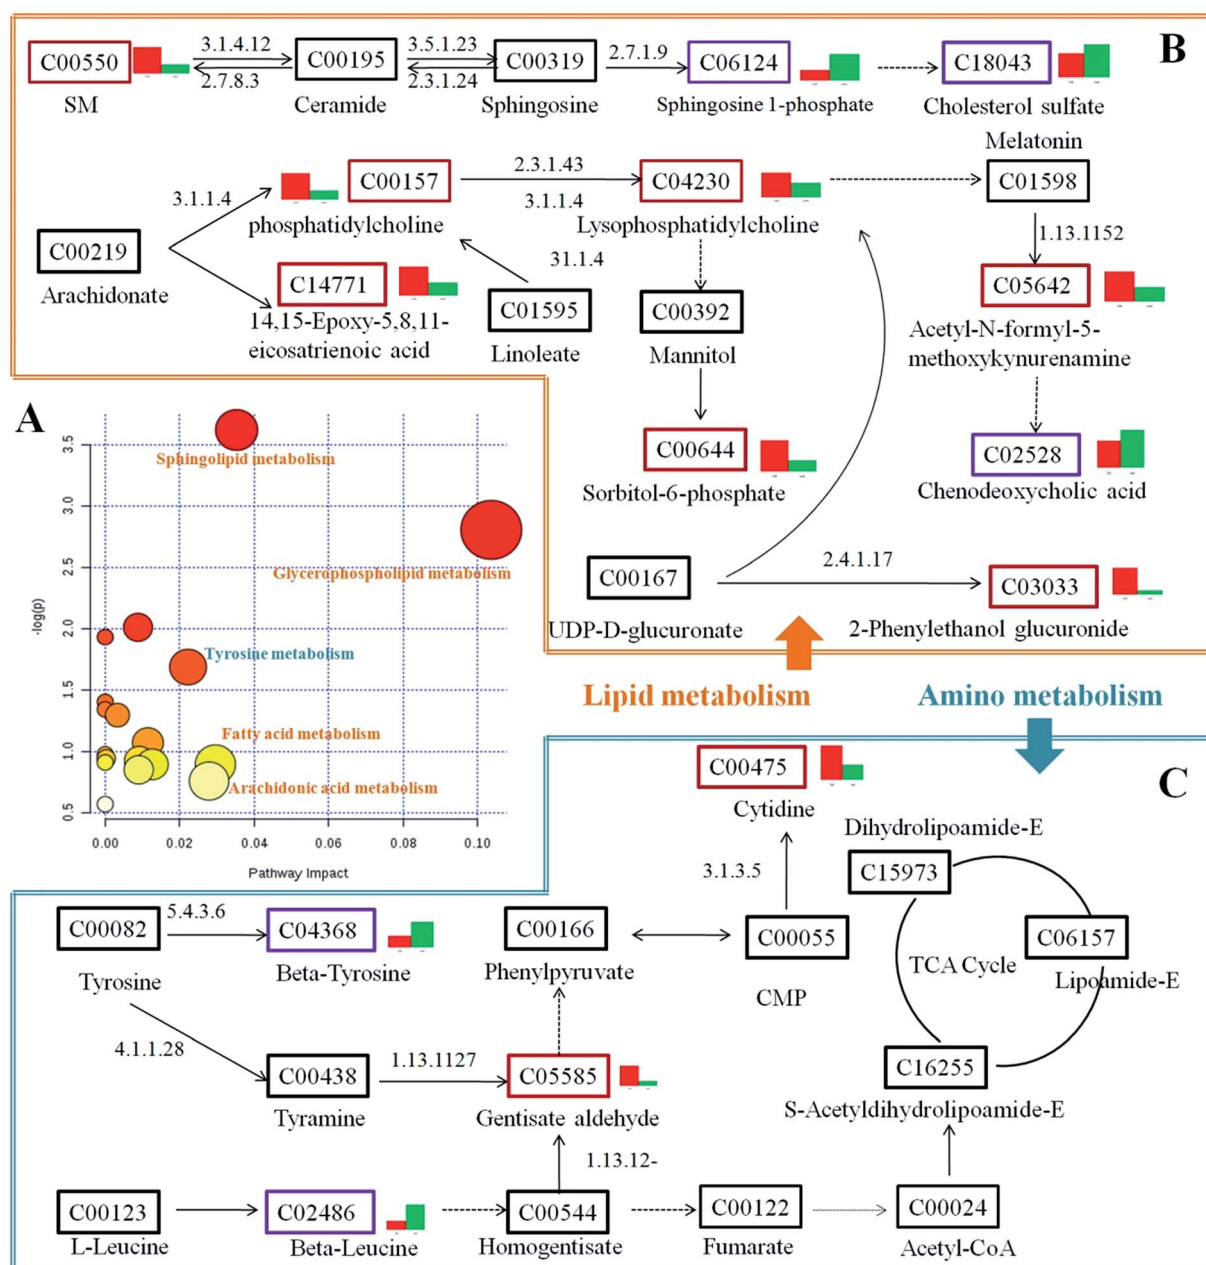 B
3.1.4.12
3.5.1.23
2.7.1.9
C00550
C00195
C00319
C06124
C18043
2.7.8.3
2.3.1.24
SM
Ceramide
Sphingosine
Sphingosine 1-phosphate
Cholesterol sulfate
Melatonin
2.3.1.43
C00157
C04230
C01598
3.1.1.4
3.1.1.4
phosphatidylcholine
Lysophosphatidylcholine
1.13.1152
C00219
31.1.4
Arachidonate
C14771
C01595
C00392
C05642
14,15-Epoxy-5,8,11-
eicosatrienoic acid
Linoleate
Mannitol
Acetyl-N-formyl-5-
methoxykynurenamine
C00644
C02528
Sorbitol-6-phosphate
Chenodeoxycholic acid
2.4.1.17
C00167
C03033
UDP-D-glucuronate
2-Phenylethanol glucuronide
A
3.5
3.0
2.5
2.0
1.5
1.0
0.5
-log(p)
Sphingolipid metabolism
Glycerophospholipid metabolism
Tyrosine metabolism
Fatty acid metabolism
Arachidonic acid metabolism
0.00
0.02
0.04
0.06
0.08
0.10
Pathway Impact
Lipid metabolism
Amino metabolism
C
C00475
Cytidine
Dihydrolipoamide-E
3.1.3.5
C15973
5.4.3.6
C00082
C04368
C00166
C00055
C06157
Tyrosine
Beta-Tyrosine
Phenylpyruvate
CMP
TCA Cycle
Lipoamide-E
4.1.1.28
1.13.1127
C00438
C05585
C16255
Tyramine
Gentisate aldehyde
S-Acetyldihydrolipoamide-E
1.13.12-
C00123
C02486
C00544
C00122
C00024
L-Leucine
Beta-Leucine
Homogentisate
Fumarate
Acetyl-CoA